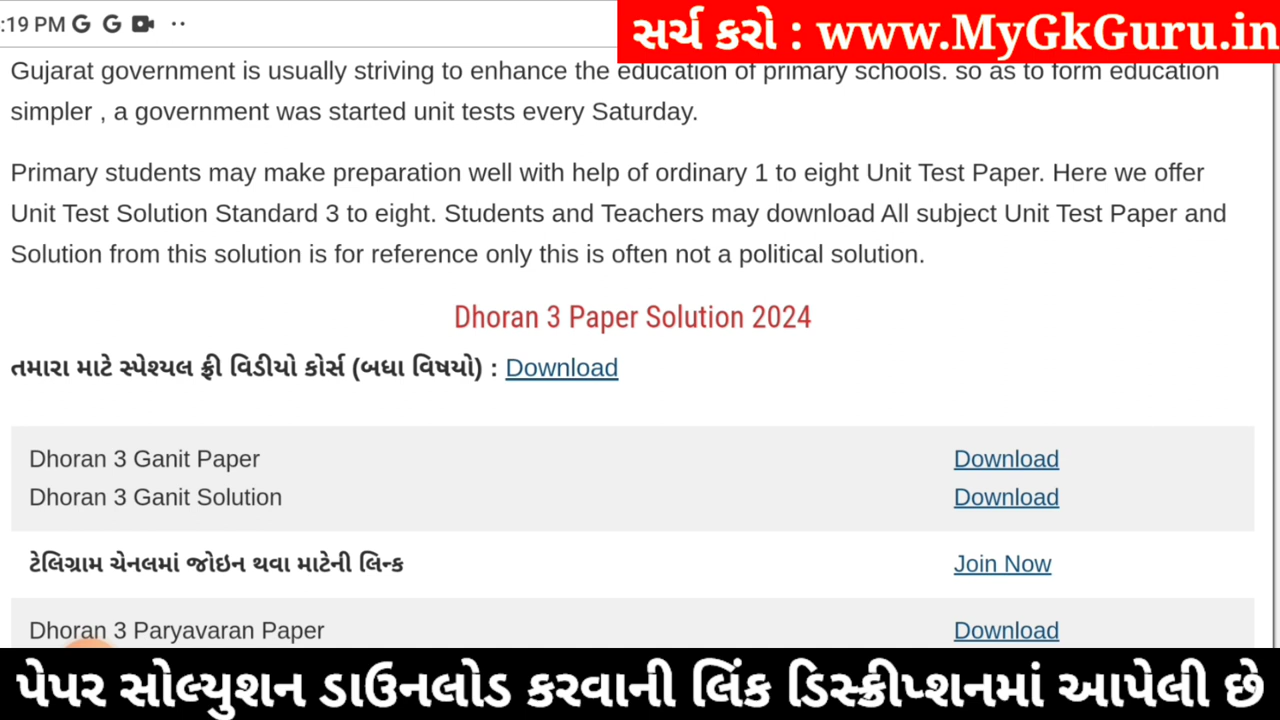 :19 PM
સર્ચ કરો : www.MyGkGuru.in
Gujarat government is usually striving to enhance the education of primary schools. so as to form education
simpler , a government was started unit tests every Saturday.
Primary students may make preparation well with help of ordinary 1 to eight Unit Test Paper. Here we offer
Unit Test Solution Standard 3 to eight. Students and Teachers may download All subject Unit Test Paper and
Solution from this solution is for reference only this is often not a political solution.
Dhoran 3 Paper Solution 2024
તમારા માટે સ્પેશ્યલ ફ્રી વિડીયો કોર્સ (બધા વિષયો) : Download
Dhoran 3 Ganit Paper Download
Dhoran 3 Ganit Solution Download
ટેલિગ્રામ ચેનલમાં જોઇન થવા માટેની લિન્ક Join Now
Dhoran 3 Paryavaran Paper Download
પેપર સોલ્યુશન ડાઉનલોડ કરવાની લિંક ડિસ્ક્રીપ્શનમાં આપેલી છે